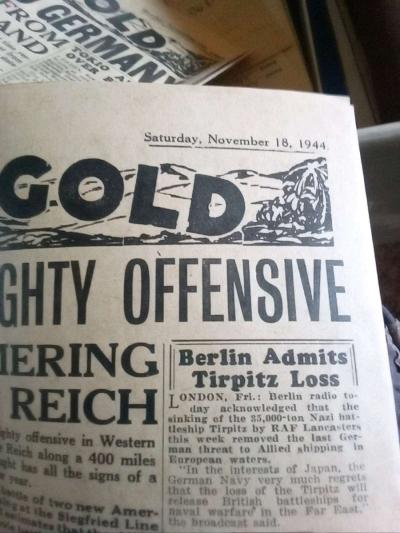 GOLD
FROM
GERMANY
LAND
TOKIO
Saturday, November 18, 1944
GOLD
GHTY OFFENSIVE
ERING
REICH
ghty offensive in Western
Reich along a 400 miles
ght has all the signs of a
year.
battle of two new Amer-
at the Siegfried Line
Berlin Admits
Tirpitz Loss
LONDON, Fri.: Berlin radio to-
day acknowledged that the
sinking of the 35,000-ton Nazi bat-
tleship Tirpitz by RAF Lancasters
this week removed the last Ger-
man threat to Allied shipping in
European waters.
"In the interests of Japan, the
German Navy very much regrets
that the loss of the Tirpitz will
release British battleships for
naval warfare in the Far East,"
the broadcast said.